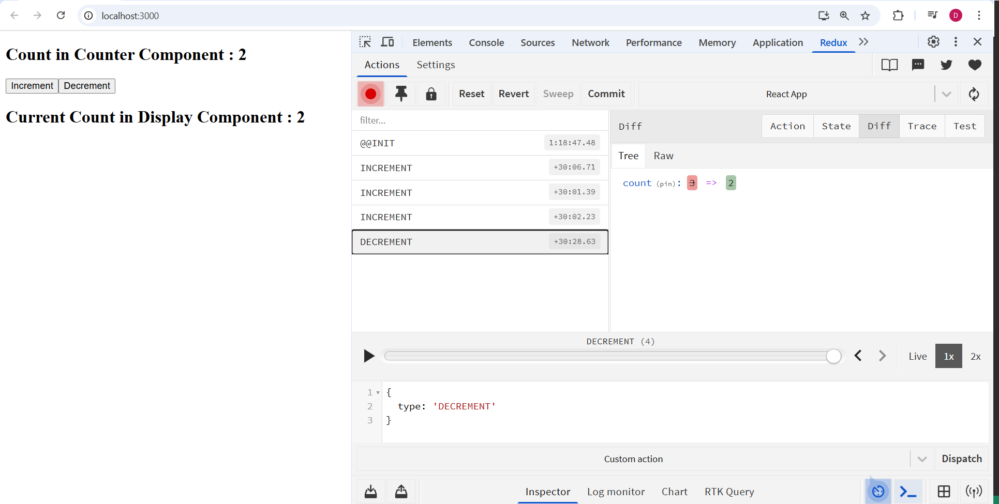 localhost:3000
D
Count in Counter Component : 2
Increment Decrement
Current Count in Display Component : 2
Elements Console Sources Network Performance Memory Application Redux
Actions Settings
Reset Revert Sweep Commit React App
filter...
@@INIT 1:18:47.48
INCREMENT +30:06.71
INCREMENT +30:01.39
INCREMENT +30:02.23
DECREMENT +30:28.63
Diff Action State Diff Trace Test
Tree Raw
count (pin): 3 => 2
DECREMENT (4)
Live 1x 2x
1 {
2 type: 'DECREMENT'
3 }
Custom action Dispatch
Inspector Log monitor Chart RTK Query